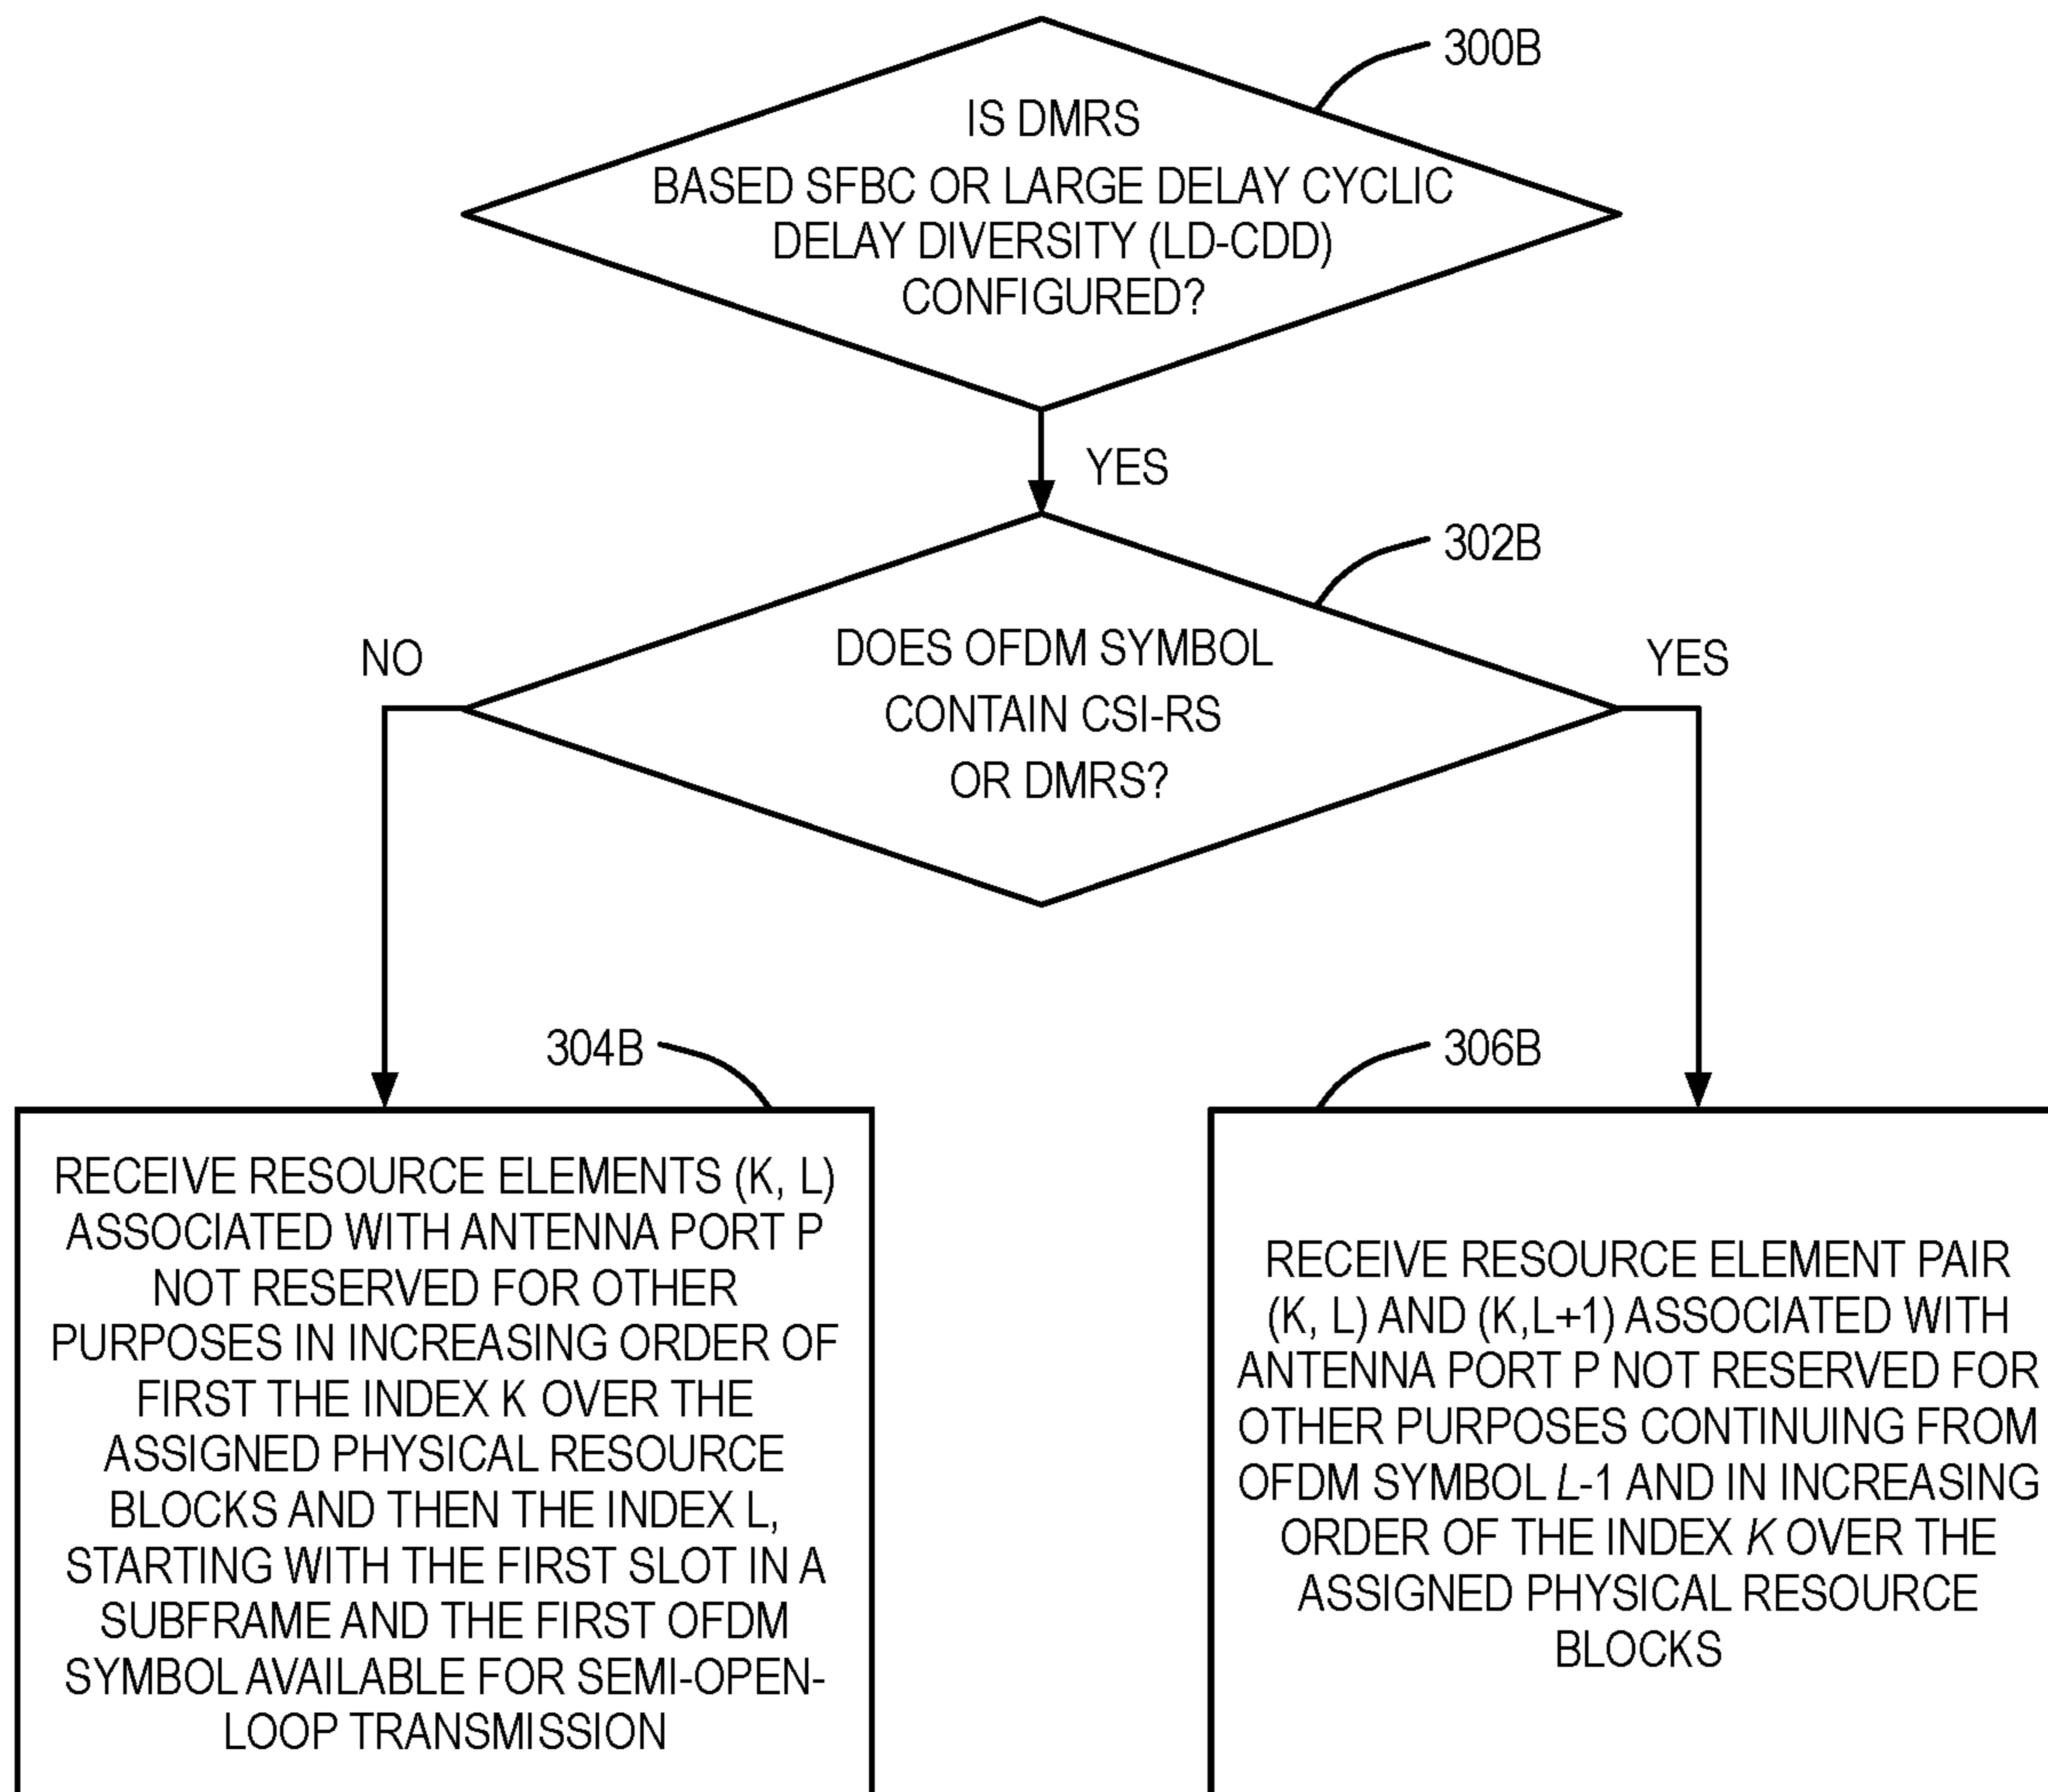 300B
IS DMRS
BASED SFBC OR LARGE DELAY CYCLIC
DELAY DIVERSITY (LD-CDD)
CONFIGURED?
YES
302B
DOES OFDM SYMBOL
CONTAIN CSI-RS
OR DMRS?
NO
YES
304B
306B
RECEIVE RESOURCE ELEMENTS (K, L)
ASSOCIATED WITH ANTENNA PORT P
NOT RESERVED FOR OTHER
PURPOSES IN INCREASING ORDER OF
FIRST THE INDEX K OVER THE
ASSIGNED PHYSICAL RESOURCE
BLOCKS AND THEN THE INDEX L,
STARTING WITH THE FIRST SLOT IN A
SUBFRAME AND THE FIRST OFDM
SYMBOL AVAILABLE FOR SEMI-OPEN-
LOOP TRANSMISSION
RECEIVE RESOURCE ELEMENT PAIR
(K, L) AND (K,L+1) ASSOCIATED WITH
ANTENNA PORT P NOT RESERVED FOR
OTHER PURPOSES CONTINUING FROM
OFDM SYMBOL L-1 AND IN INCREASING
ORDER OF THE INDEX K OVER THE
ASSIGNED PHYSICAL RESOURCE
BLOCKS